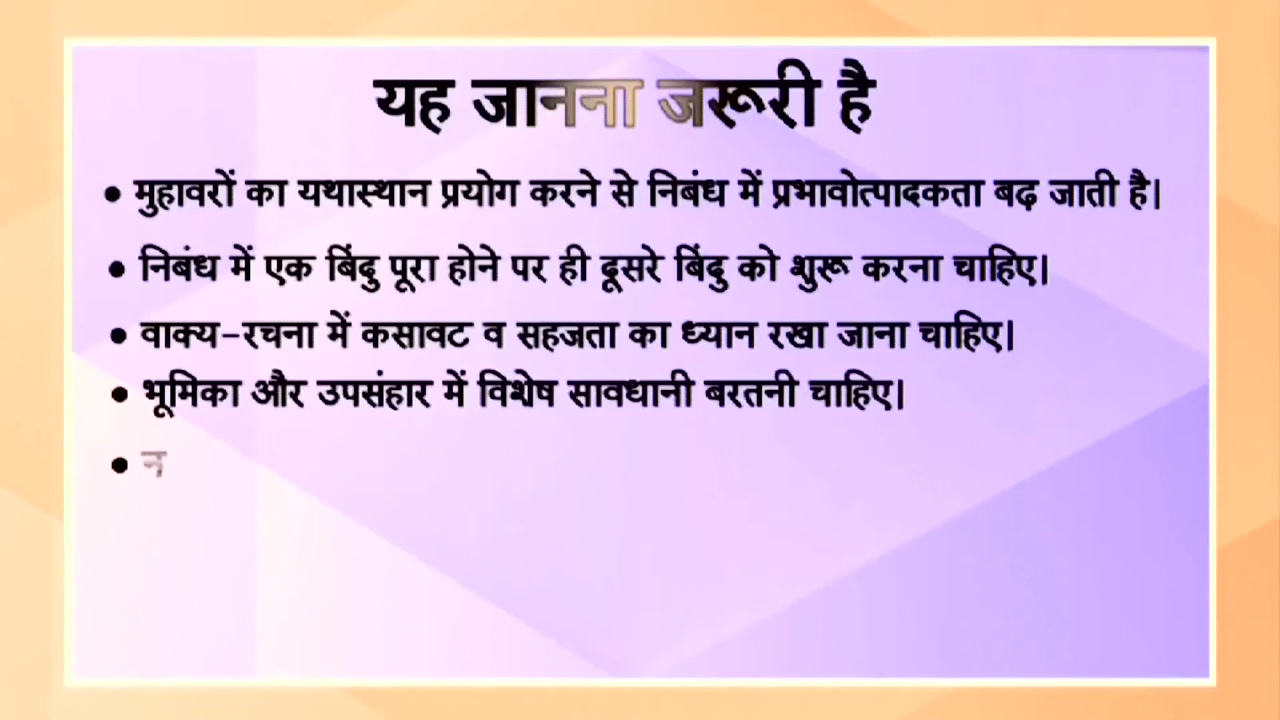 यह जानना जरूरी है
• मुहावरों का यथास्थान प्रयोग करने से निबंध में प्रभावोत्पादकता बढ़ जाती है।
• निबंध में एक बिंदु पूरा होने पर ही दूसरे बिंदु को शुरू करना चाहिए।
• वाक्य-रचना में कसावट व सहजता का ध्यान रखा जाना चाहिए।
• भूमिका और उपसंहार में विशेष सावधानी बरतनी चाहिए।
• न